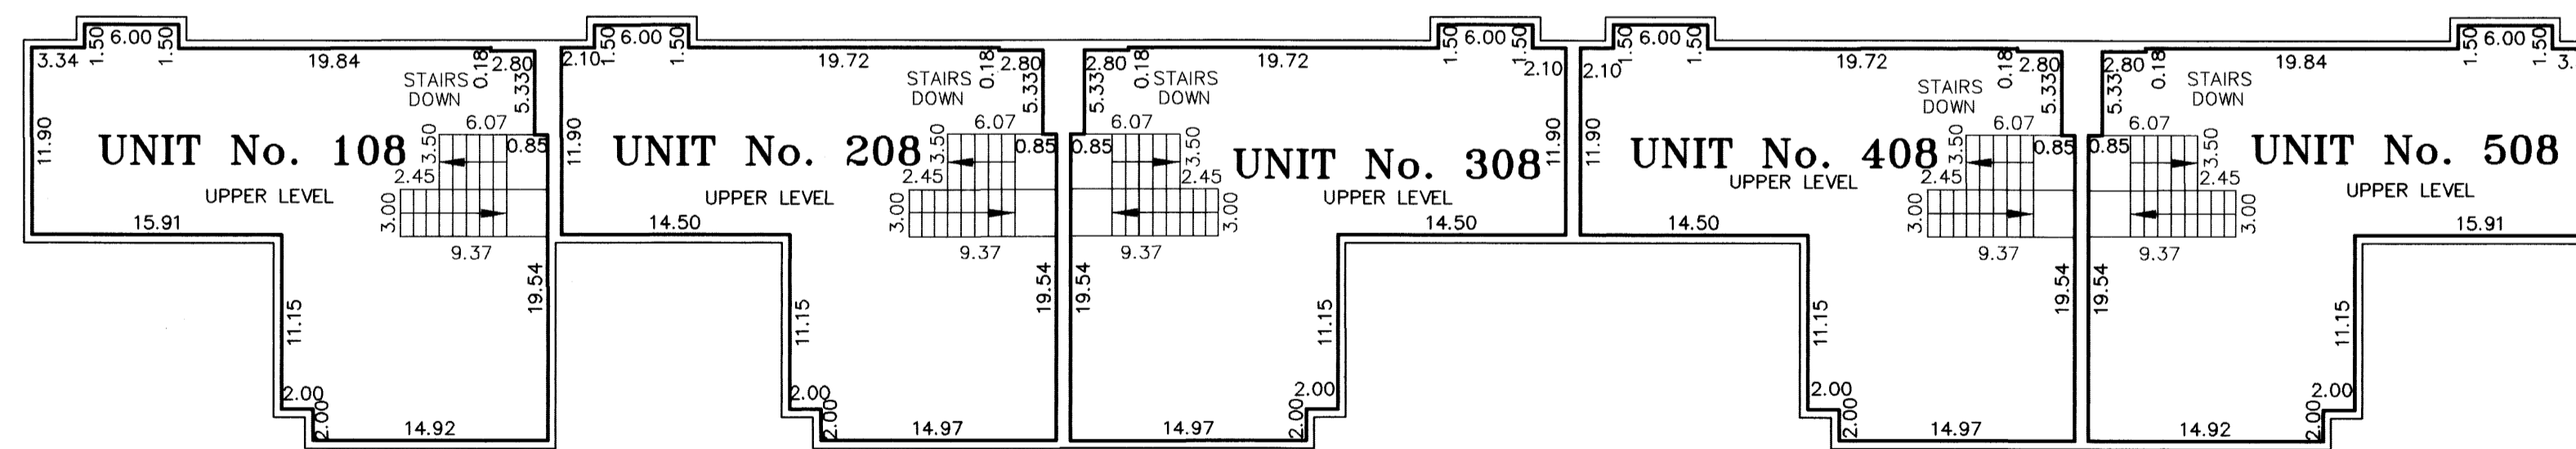 1.50 6.00 1.50
3.34 19.84 0.18 2.80
STAIRS
DOWN
5.33
11.90
6.07
UNIT No. 108
3.50
0.85
2.45
UPPER LEVEL
3.00
15.91
9.37
11.15
19.54
2.00
2.00
14.92
1.50 6.00 1.50
2.10 19.72 0.18 2.80
STAIRS
DOWN
5.33
11.90
6.07
UNIT No. 208
3.50
0.85
2.45
UPPER LEVEL
3.00
14.50
9.37
11.15
19.54
2.00
2.00
14.97
1.50 6.00 1.50
2.80 0.18 19.72 2.10
STAIRS
DOWN
5.33
6.07
11.90
0.85
3.50
UNIT No. 308
2.45
UPPER LEVEL
3.00
14.50
9.37
19.54
11.15
2.00
2.00
14.97
1.50 6.00 1.50
2.10 19.72 0.18 2.80
STAIRS
DOWN
5.33
11.90
6.07
UNIT No. 408
3.50
0.85
2.45
UPPER LEVEL
3.00
14.50
9.37
11.15
19.54
2.00
2.00
14.97
1.50 6.00 1.50
2.80 0.18 19.84 3.
STAIRS
DOWN
5.33
6.07
0.85
3.50
UNIT No. 508
2.45
UPPER LEVEL
3.00
15.91
9.37
19.54
11.15
2.00
2.00
14.92